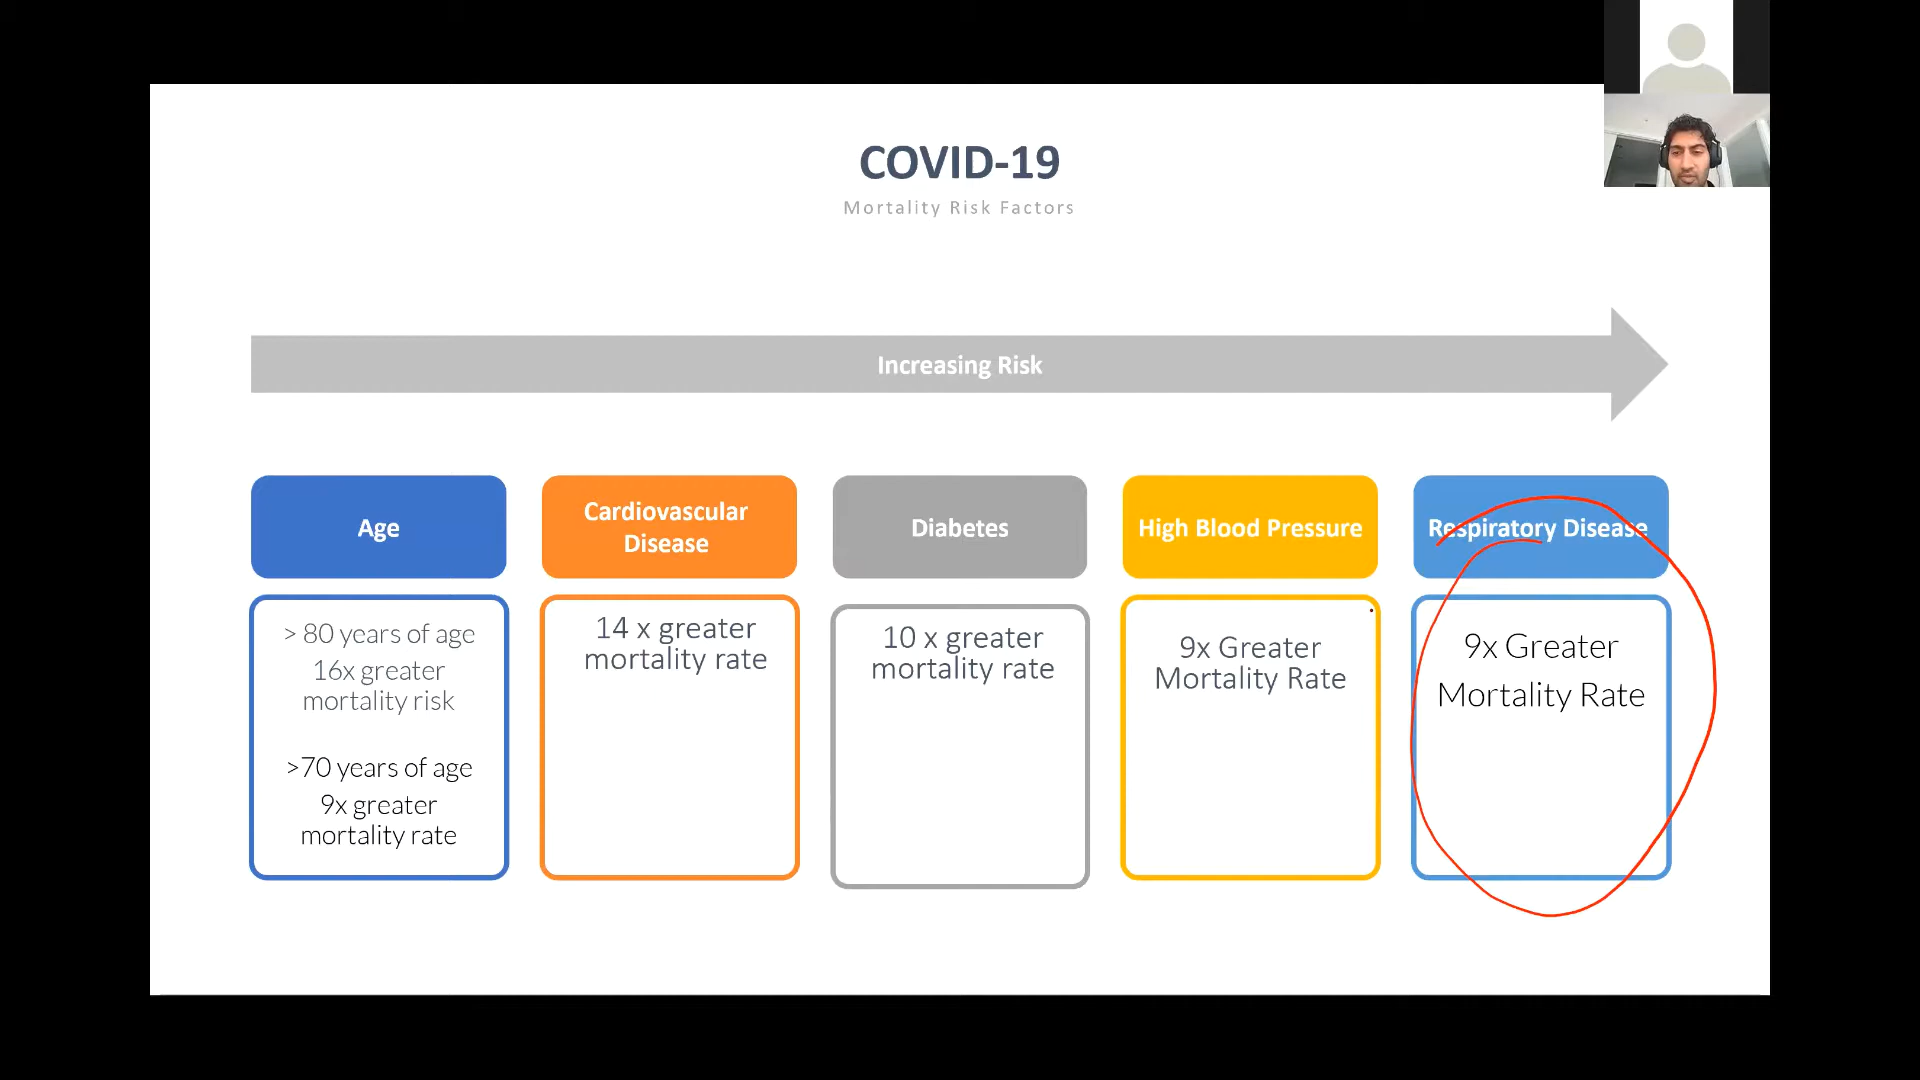 COVID-19
Mortality Risk Factors
Increasing Risk
Age
> 80 years of age
16x greater
mortality risk
>70 years of age
9x greater
mortality rate
Cardiovascular
Disease
14 x greater
mortality rate
Diabetes
10 x greater
mortality rate
High Blood Pressure
9x Greater
Mortality Rate
Respiratory Disease
9x Greater
Mortality Rate